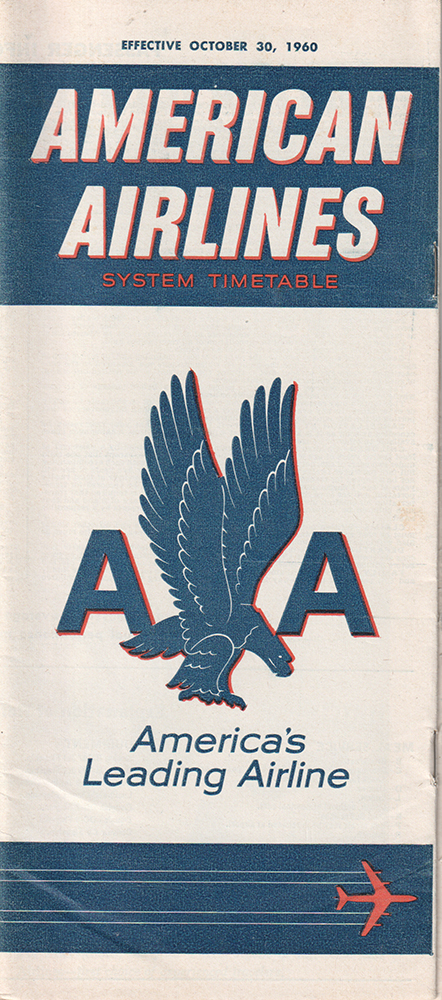 EFFECTIVE OCTOBER 30, 1960
AMERICAN
AIRLINES
SYSTEM TIMETABLE
A A
America's
Leading Airline